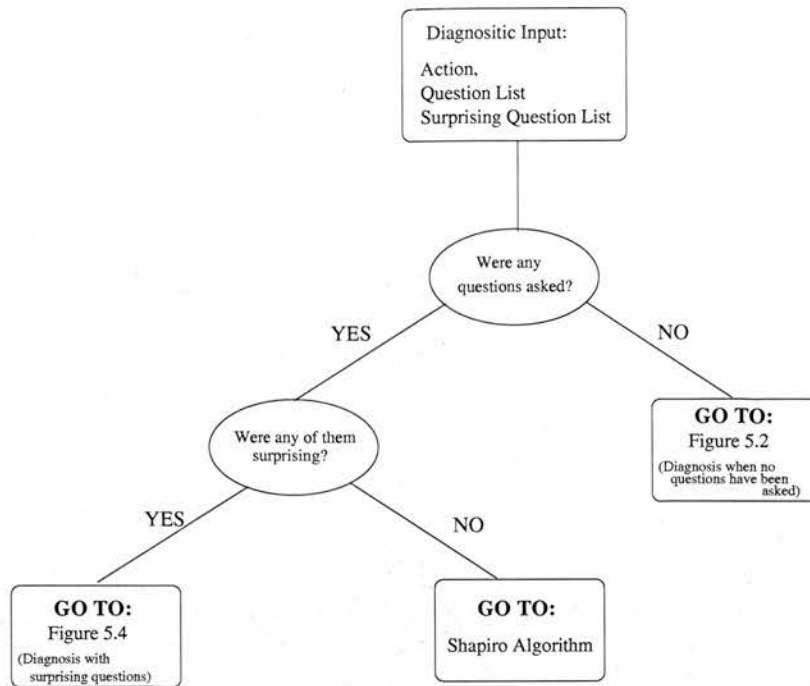 Diagnositic Input:
Action,
Question List
Surprising Question List
Were any
questions asked?
YES
NO
Were any of them
surprising?
GO TO:
Figure 5.2
(Diagnosis when no
questions have been
asked)
YES
NO
GO TO:
Figure 5.4
(Diagnosis with
surprising questions)
GO TO:
Shapiro Algorithm